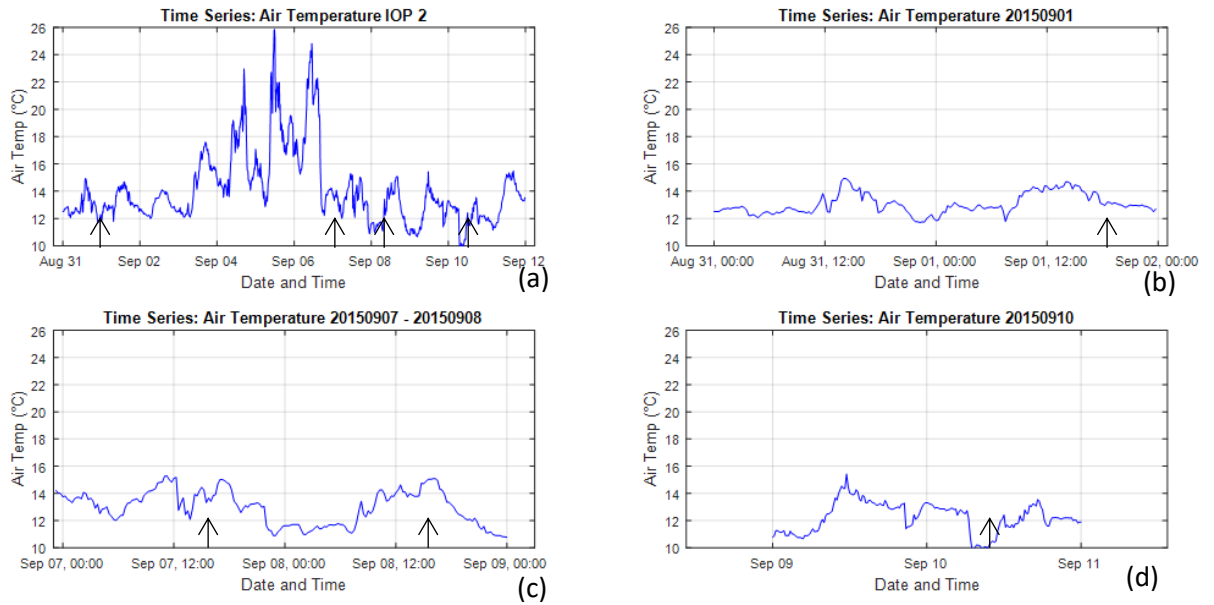 Time Series: Air Temperature IOP 2
26
24
22
20
18
16
14
12
10
Air Temp (°C)
Aug 31 Sep 02 Sep 04 Sep 06 Sep 08 Sep 10 Sep 12
Date and Time
(a)
Time Series: Air Temperature 20150901
26
24
22
20
18
16
14
12
10
Air Temp (°C)
Aug 31, 00:00 Aug 31, 12:00 Sep 01, 00:00 Sep 01, 12:00 Sep 02, 00:00
Date and Time
(b)
Time Series: Air Temperature 20150907 - 20150908
26
24
22
20
18
16
14
12
10
Air Temp (°C)
Sep 07, 00:00 Sep 07, 12:00 Sep 08, 00:00 Sep 08, 12:00 Sep 09, 00:00
Date and Time
(c)
Time Series: Air Temperature 20150910
26
24
22
20
18
16
14
12
10
Air Temp (°C)
Sep 09 Sep 10 Sep 11
Date and Time
(d)